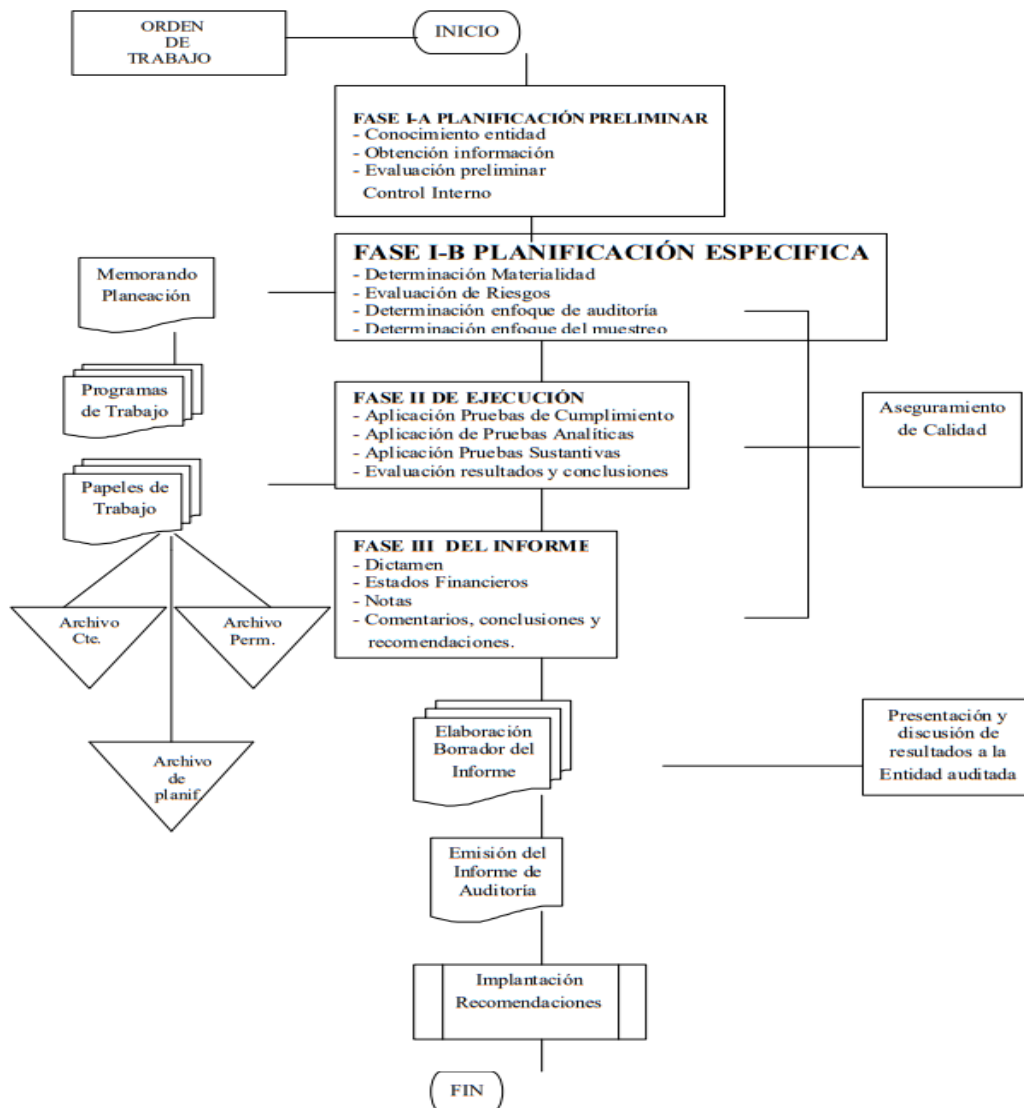 ORDEN
DE
TRABAJO
INICIO
FASE I-A PLANIFICACIÓN PRELIMINAR
- Conocimiento entidad
- Obtención información
- Evaluación preliminar
Control Interno
FASE I-B PLANIFICACIÓN ESPECIFICA
- Determinación Materialidad
- Evaluación de Riesgos
- Determinación enfoque de auditoría
- Determinación enfoque del muestreo
Memorando
Planeación
Programas
de Trabajo
FASE II DE EJECUCIÓN
- Aplicación Pruebas de Cumplimiento
- Aplicación de Pruebas Analíticas
- Aplicación Pruebas Sustantivas
- Evaluación resultados y conclusiones
Aseguramiento
de Calidad
Papeles de
Trabajo
FASE III DEL INFORME
- Dictamen
- Estados Financieros
- Notas
- Comentarios, conclusiones y
recomendaciones.
Archivo
Cte.
Archivo
Perm.
Archivo
de
planif.
Elaboración
Borrador del
Informe
Presentación y
discusión de
resultados a la
Entidad auditada
Emisión del
Informe de
Auditoría
Implantación
Recomendaciones
FIN